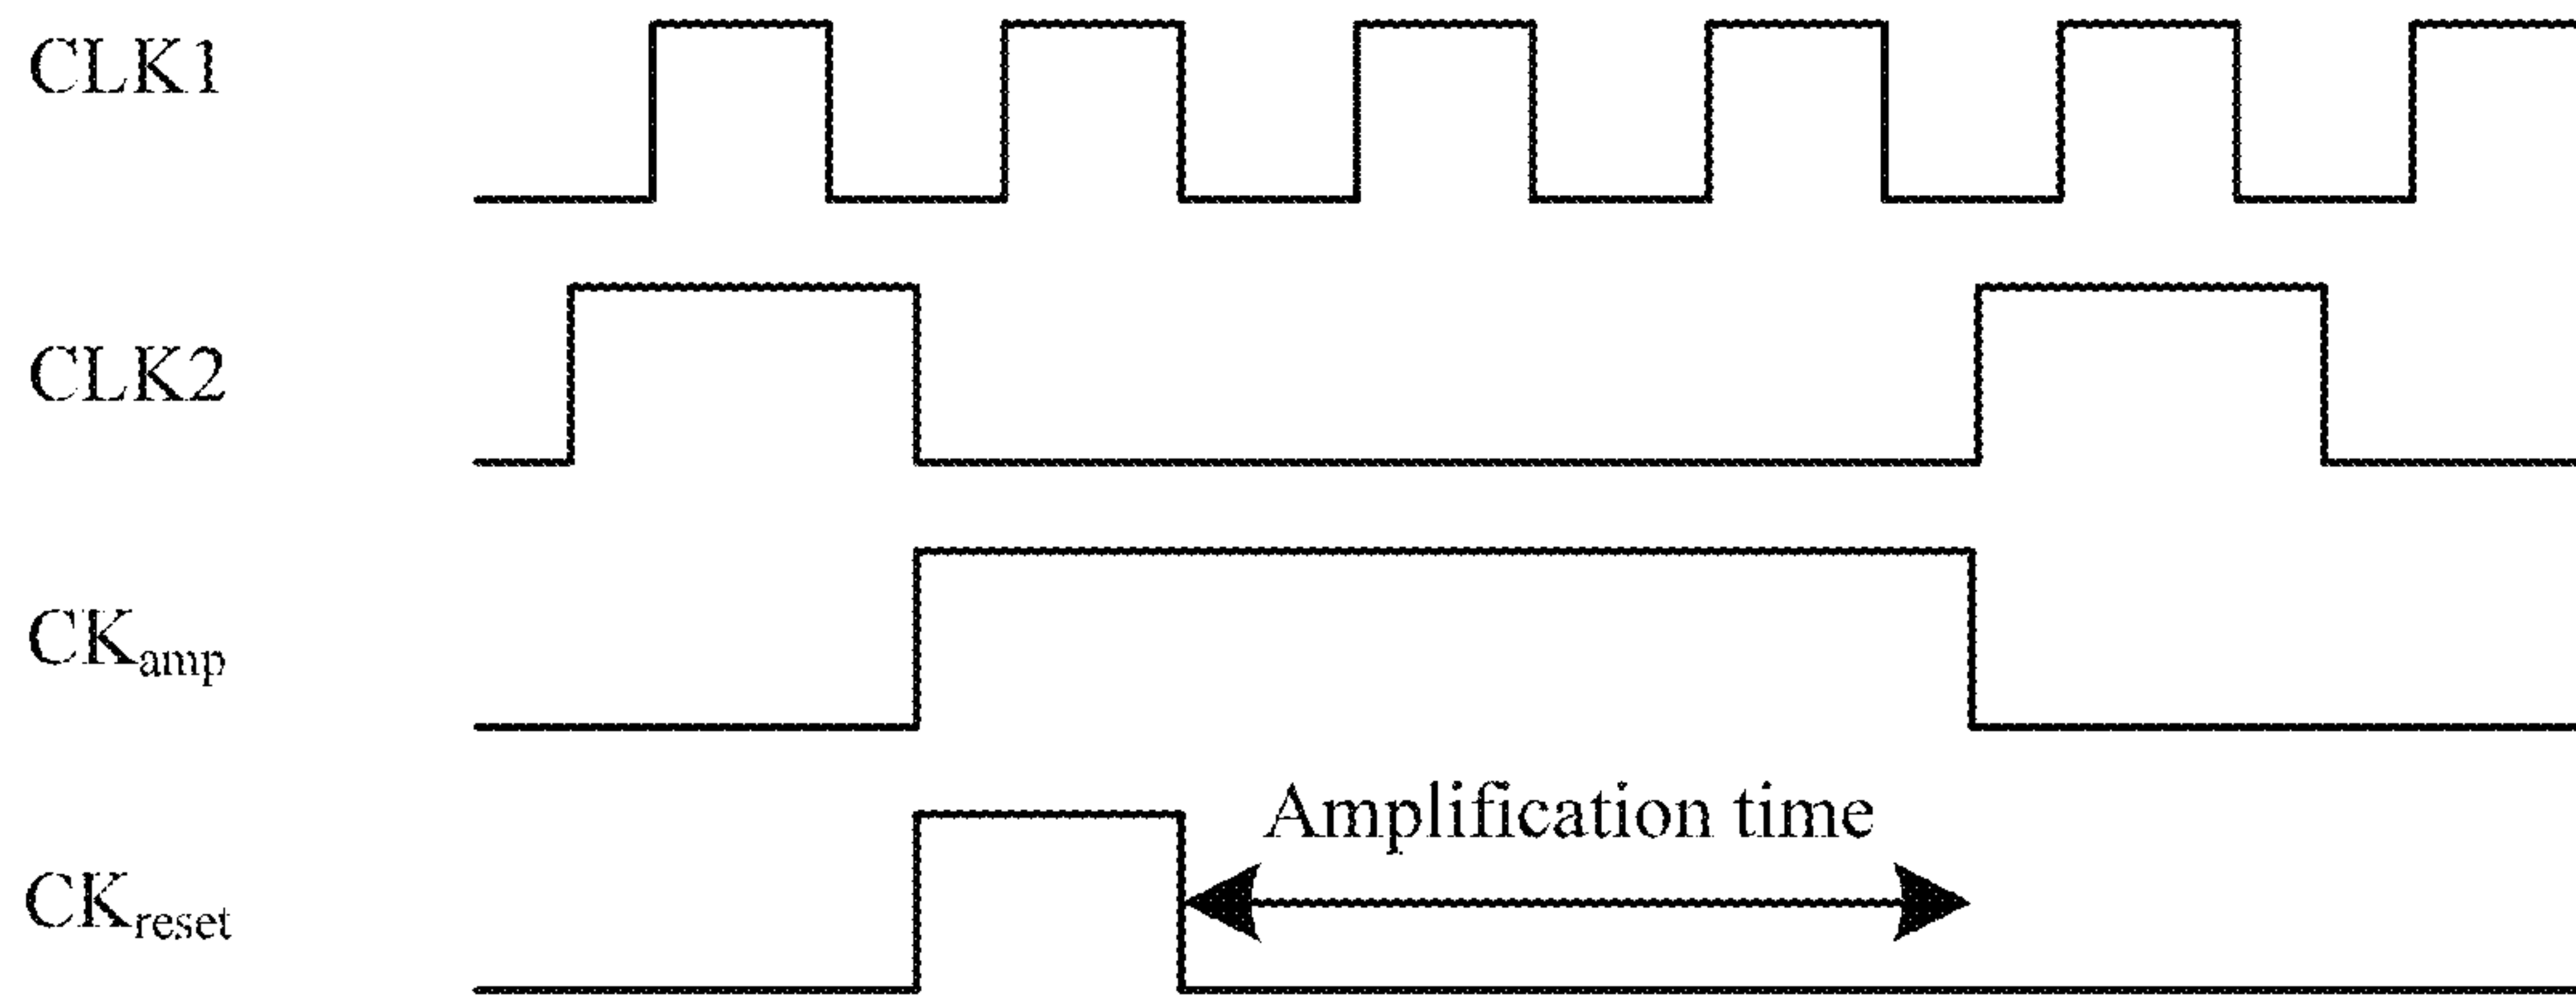 CLK1
CLK2
CKamp
Amplification time
CKreset